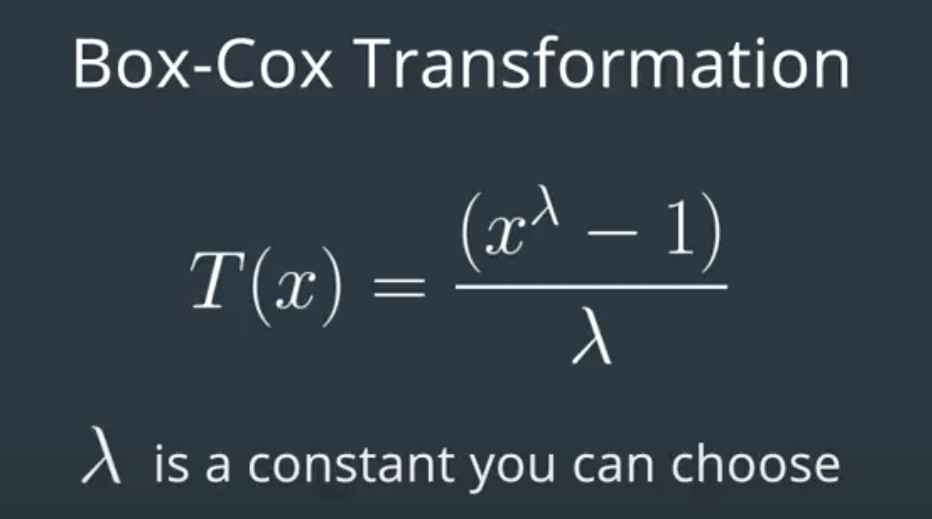 Box-Cox Transformation
T(x) = (x^λ − 1) / λ
λ is a constant you can choose